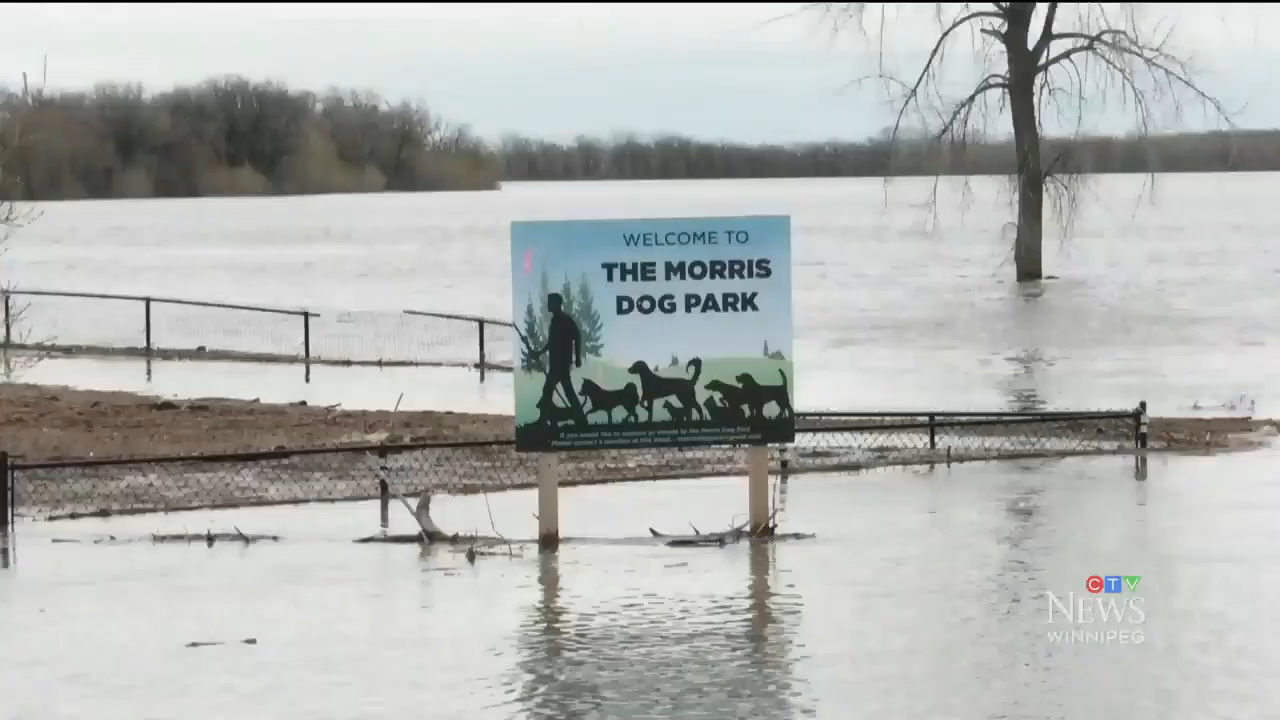 WELCOME TO
THE MORRIS
DOG PARK
CTV
NEWS
WINNIPEG